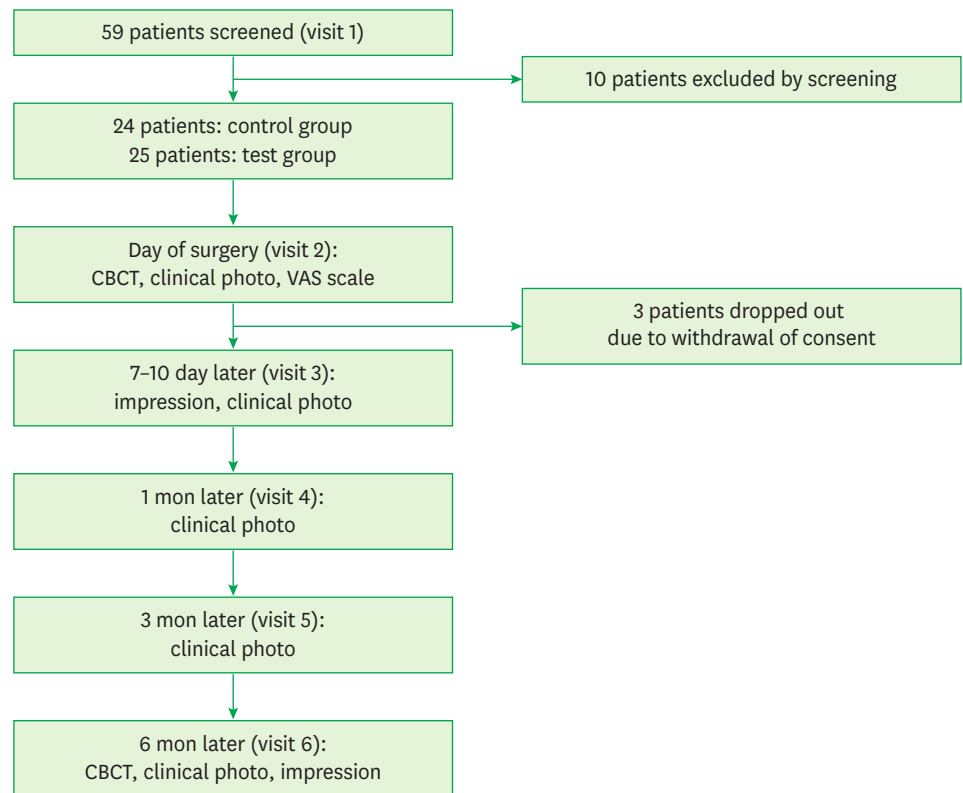 59 patients screened (visit 1)
10 patients excluded by screening
24 patients: control group
25 patients: test group
Day of surgery (visit 2):
CBCT, clinical photo, VAS scale
3 patients dropped out
due to withdrawal of consent
7–10 day later (visit 3):
impression, clinical photo
1 mon later (visit 4):
clinical photo
3 mon later (visit 5):
clinical photo
6 mon later (visit 6):
CBCT, clinical photo, impression